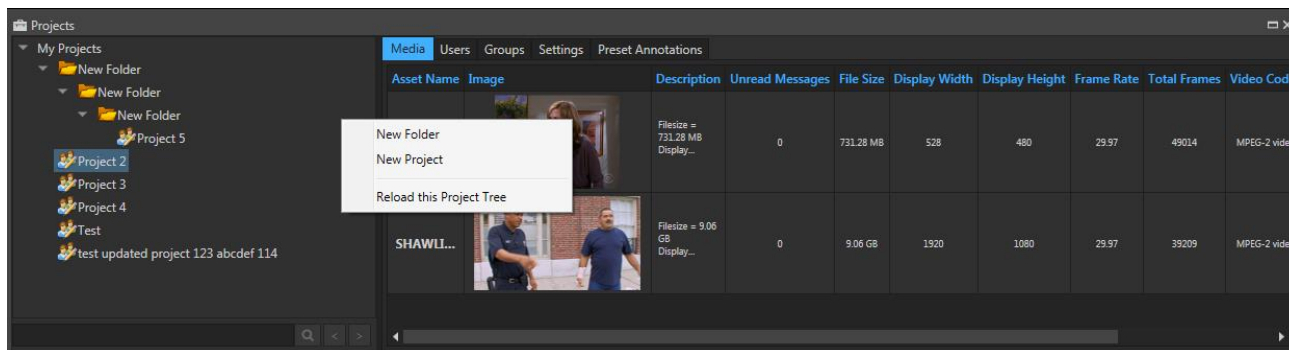 Projects
My Projects
New Folder
New Folder
New Folder
Project 5
Project 2
Project 3
Project 4
Test
test updated project 123 abcdef 114
New Folder
New Project
Reload this Project Tree
Media Users Groups Settings Preset Annotations
Asset Name Image Description Unread Messages File Size Display Width Display Height Frame Rate Total Frames Video Cod
Filesize =
731.28 MB
Display...
0 731.28 MB 528 480 29.97 49014 MPEG-2 vide
SHAWLI...
Filesize = 9.06
GB
Display...
0 9.06 GB 1920 1080 29.97 39209 MPEG-2 vide